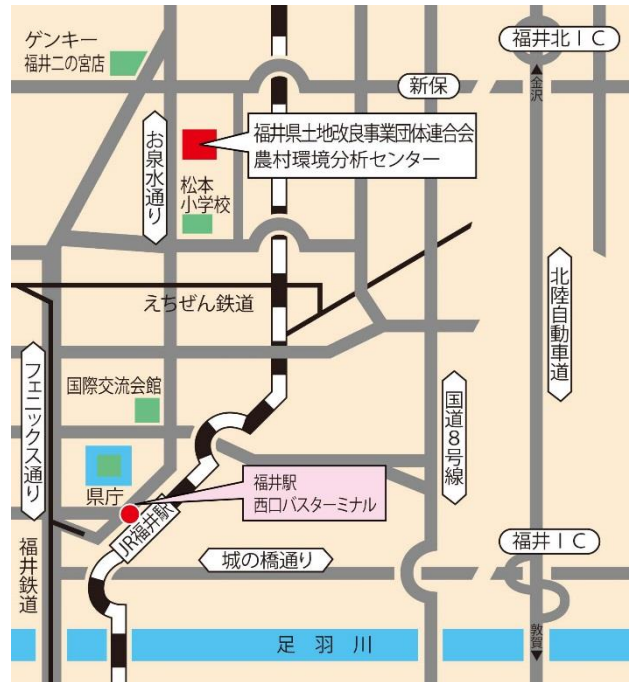 ゲンキー
福井二の宮店
福井北IC
金沢
新保
お泉水通り
福井県土地改良事業団体連合会
農村環境分析センター
松本
小学校
北陸自動車道
えちぜん鉄道
フェニックス通り
国際交流会館
国道8号線
県庁
福井駅
西口バスターミナル
JR福井駅
福井鉄道
城の橋通り
福井IC
敦賀
足羽川